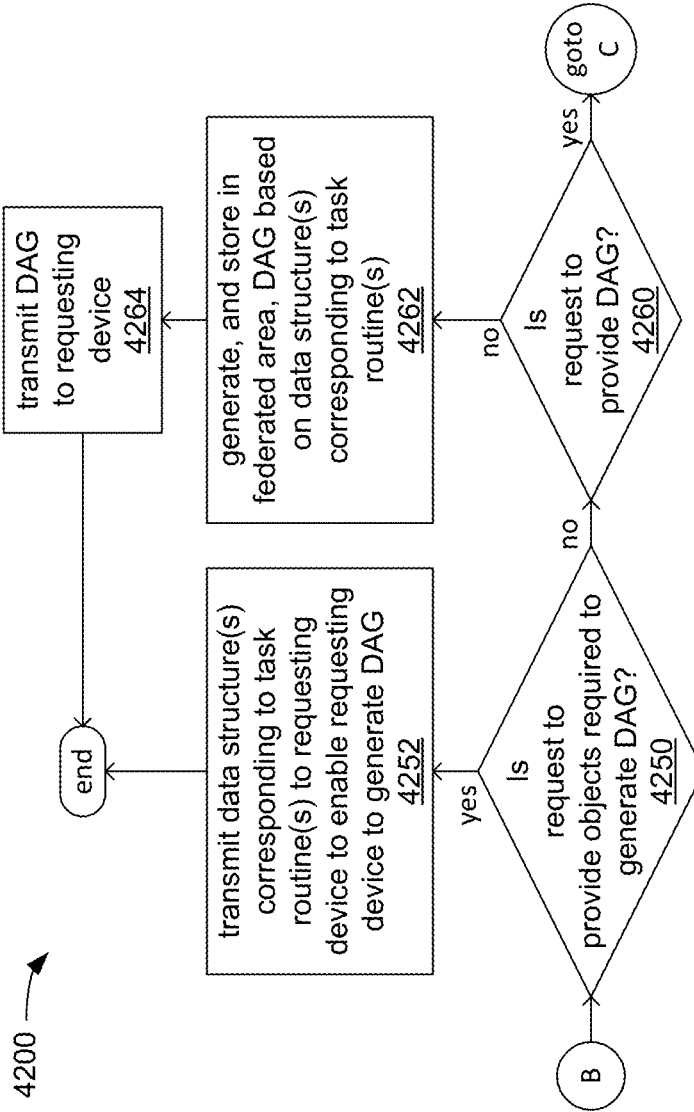 4200
B
Is
request to
provide objects required to
generate DAG?
4250
yes
no
transmit data structure(s)
corresponding to task
routine(s) to requesting
device to enable requesting
device to generate DAG
4252
end
Is
request to
provide DAG?
4260
no
yes
goto
C
generate, and store in
federated area, DAG based
on data structure(s)
corresponding to task
routine(s)
4262
transmit DAG
to requesting
device
4264